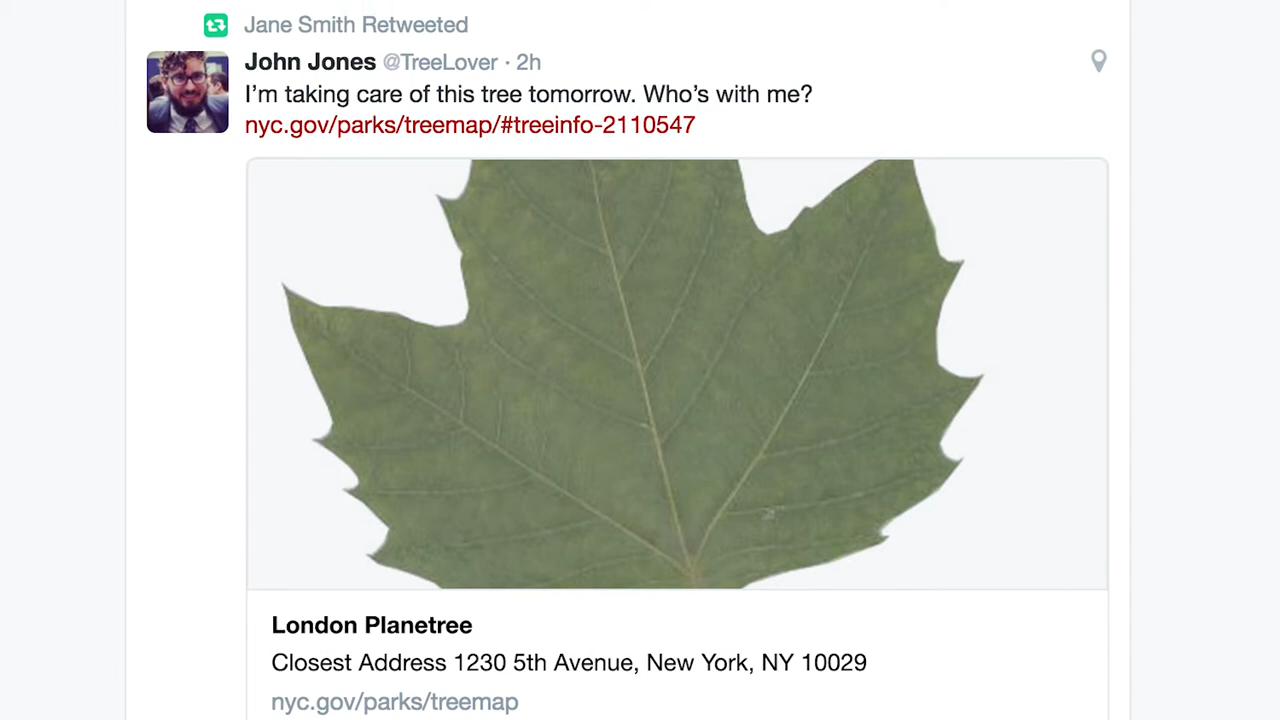 Jane Smith Retweeted
John Jones @TreeLover · 2h
I’m taking care of this tree tomorrow. Who’s with me?
nyc.gov/parks/treemap/#treeinfo-2110547
London Planetree
Closest Address 1230 5th Avenue, New York, NY 10029
nyc.gov/parks/treemap